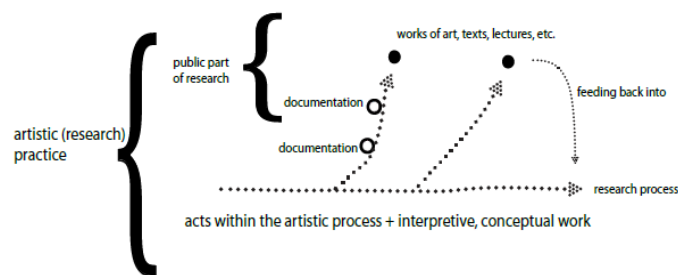 works of art, texts, lectures, etc.
public part
of research
documentation
feeding back into
artistic (research)
practice
documentation
research process
acts within the artistic process + interpretive, conceptual work